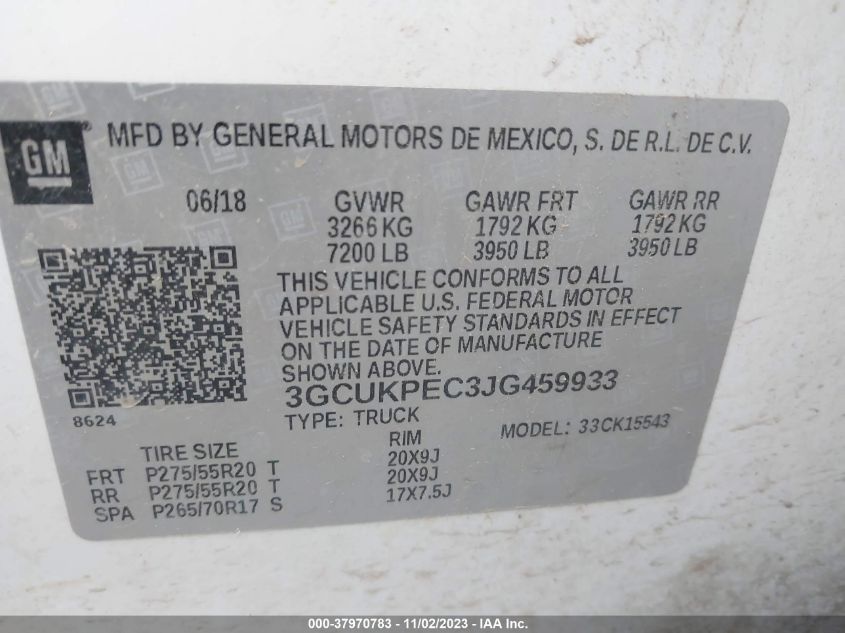 GM ® MFD BY GENERAL MOTORS DE MEXICO, S. DE R.L. DE C.V.
06/18 GVWR GAWR FRT GAWR RR
3266 KG 1792 KG 1792 KG
7200 LB 3950 LB 3950 LB
THIS VEHICLE CONFORMS TO ALL
APPLICABLE U.S. FEDERAL MOTOR
VEHICLE SAFETY STANDARDS IN EFFECT
ON THE DATE OF MANUFACTURE
SHOWN ABOVE.
3GCUKPEC3JG459933
8624 TYPE: TRUCK MODEL: 33CK15543
TIRE SIZE RIM
FRT P275/55R20 T 20X9J
RR P275/55R20 T 20X9J
SPA P265/70R17 S 17X7.5J
000-37970783 - 11/02/2023 - IAA Inc.